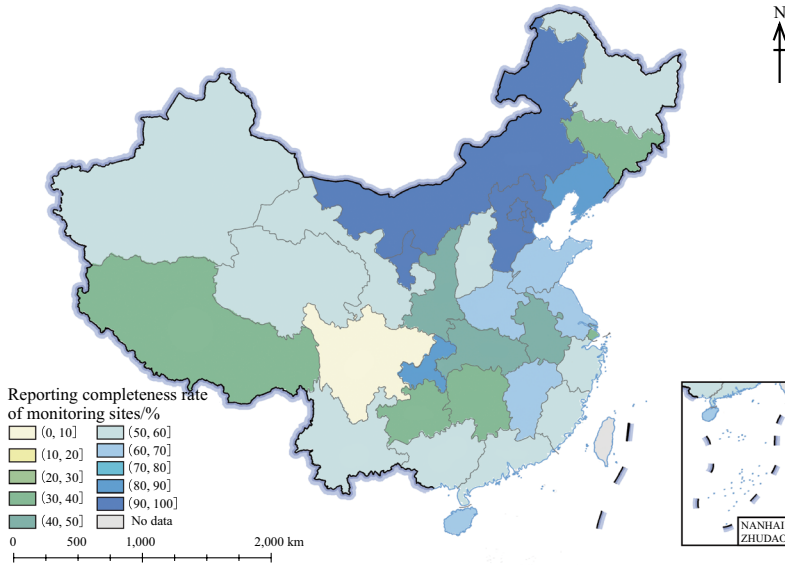 N
Reporting completeness rate
of monitoring sites/%
(0, 10]
(10, 20]
(20, 30]
(30, 40]
(40, 50]
(50, 60]
(60, 70]
(70, 80]
(80, 90]
(90, 100]
No data
0 500 1,000 2,000 km
NANHAI
ZHUDAO